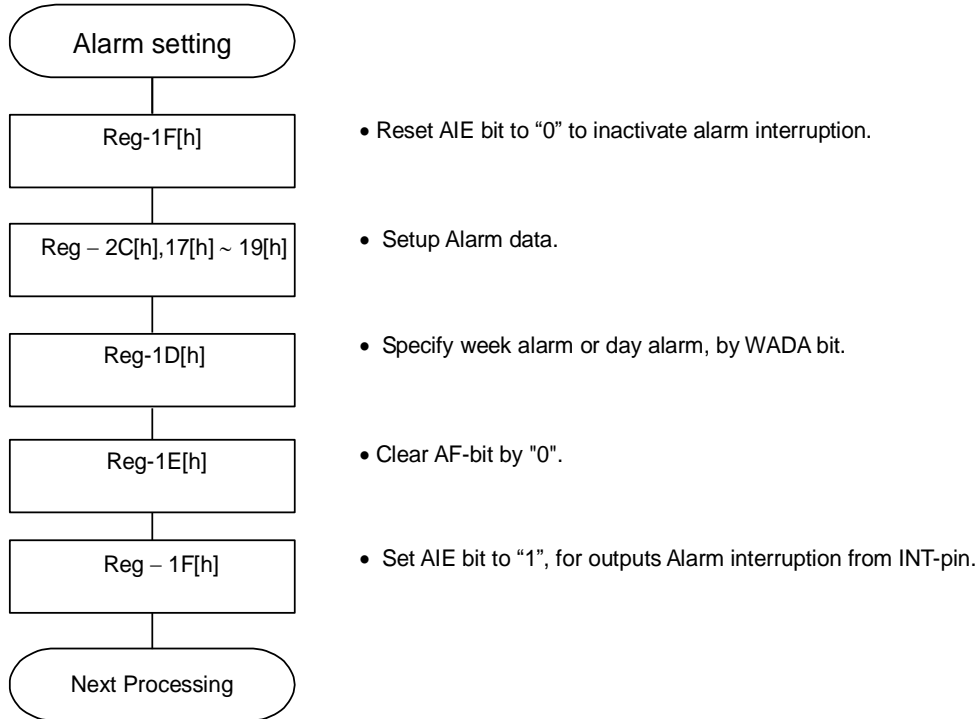 Alarm setting
Reg-1F[h]
• Reset AIE bit to “0” to inactivate alarm interruption.
Reg – 2C[h],17[h] ~ 19[h]
• Setup Alarm data.
Reg-1D[h]
• Specify week alarm or day alarm, by WADA bit.
Reg-1E[h]
• Clear AF-bit by "0".
Reg – 1F[h]
• Set AIE bit to “1”, for outputs Alarm interruption from INT-pin.
Next Processing